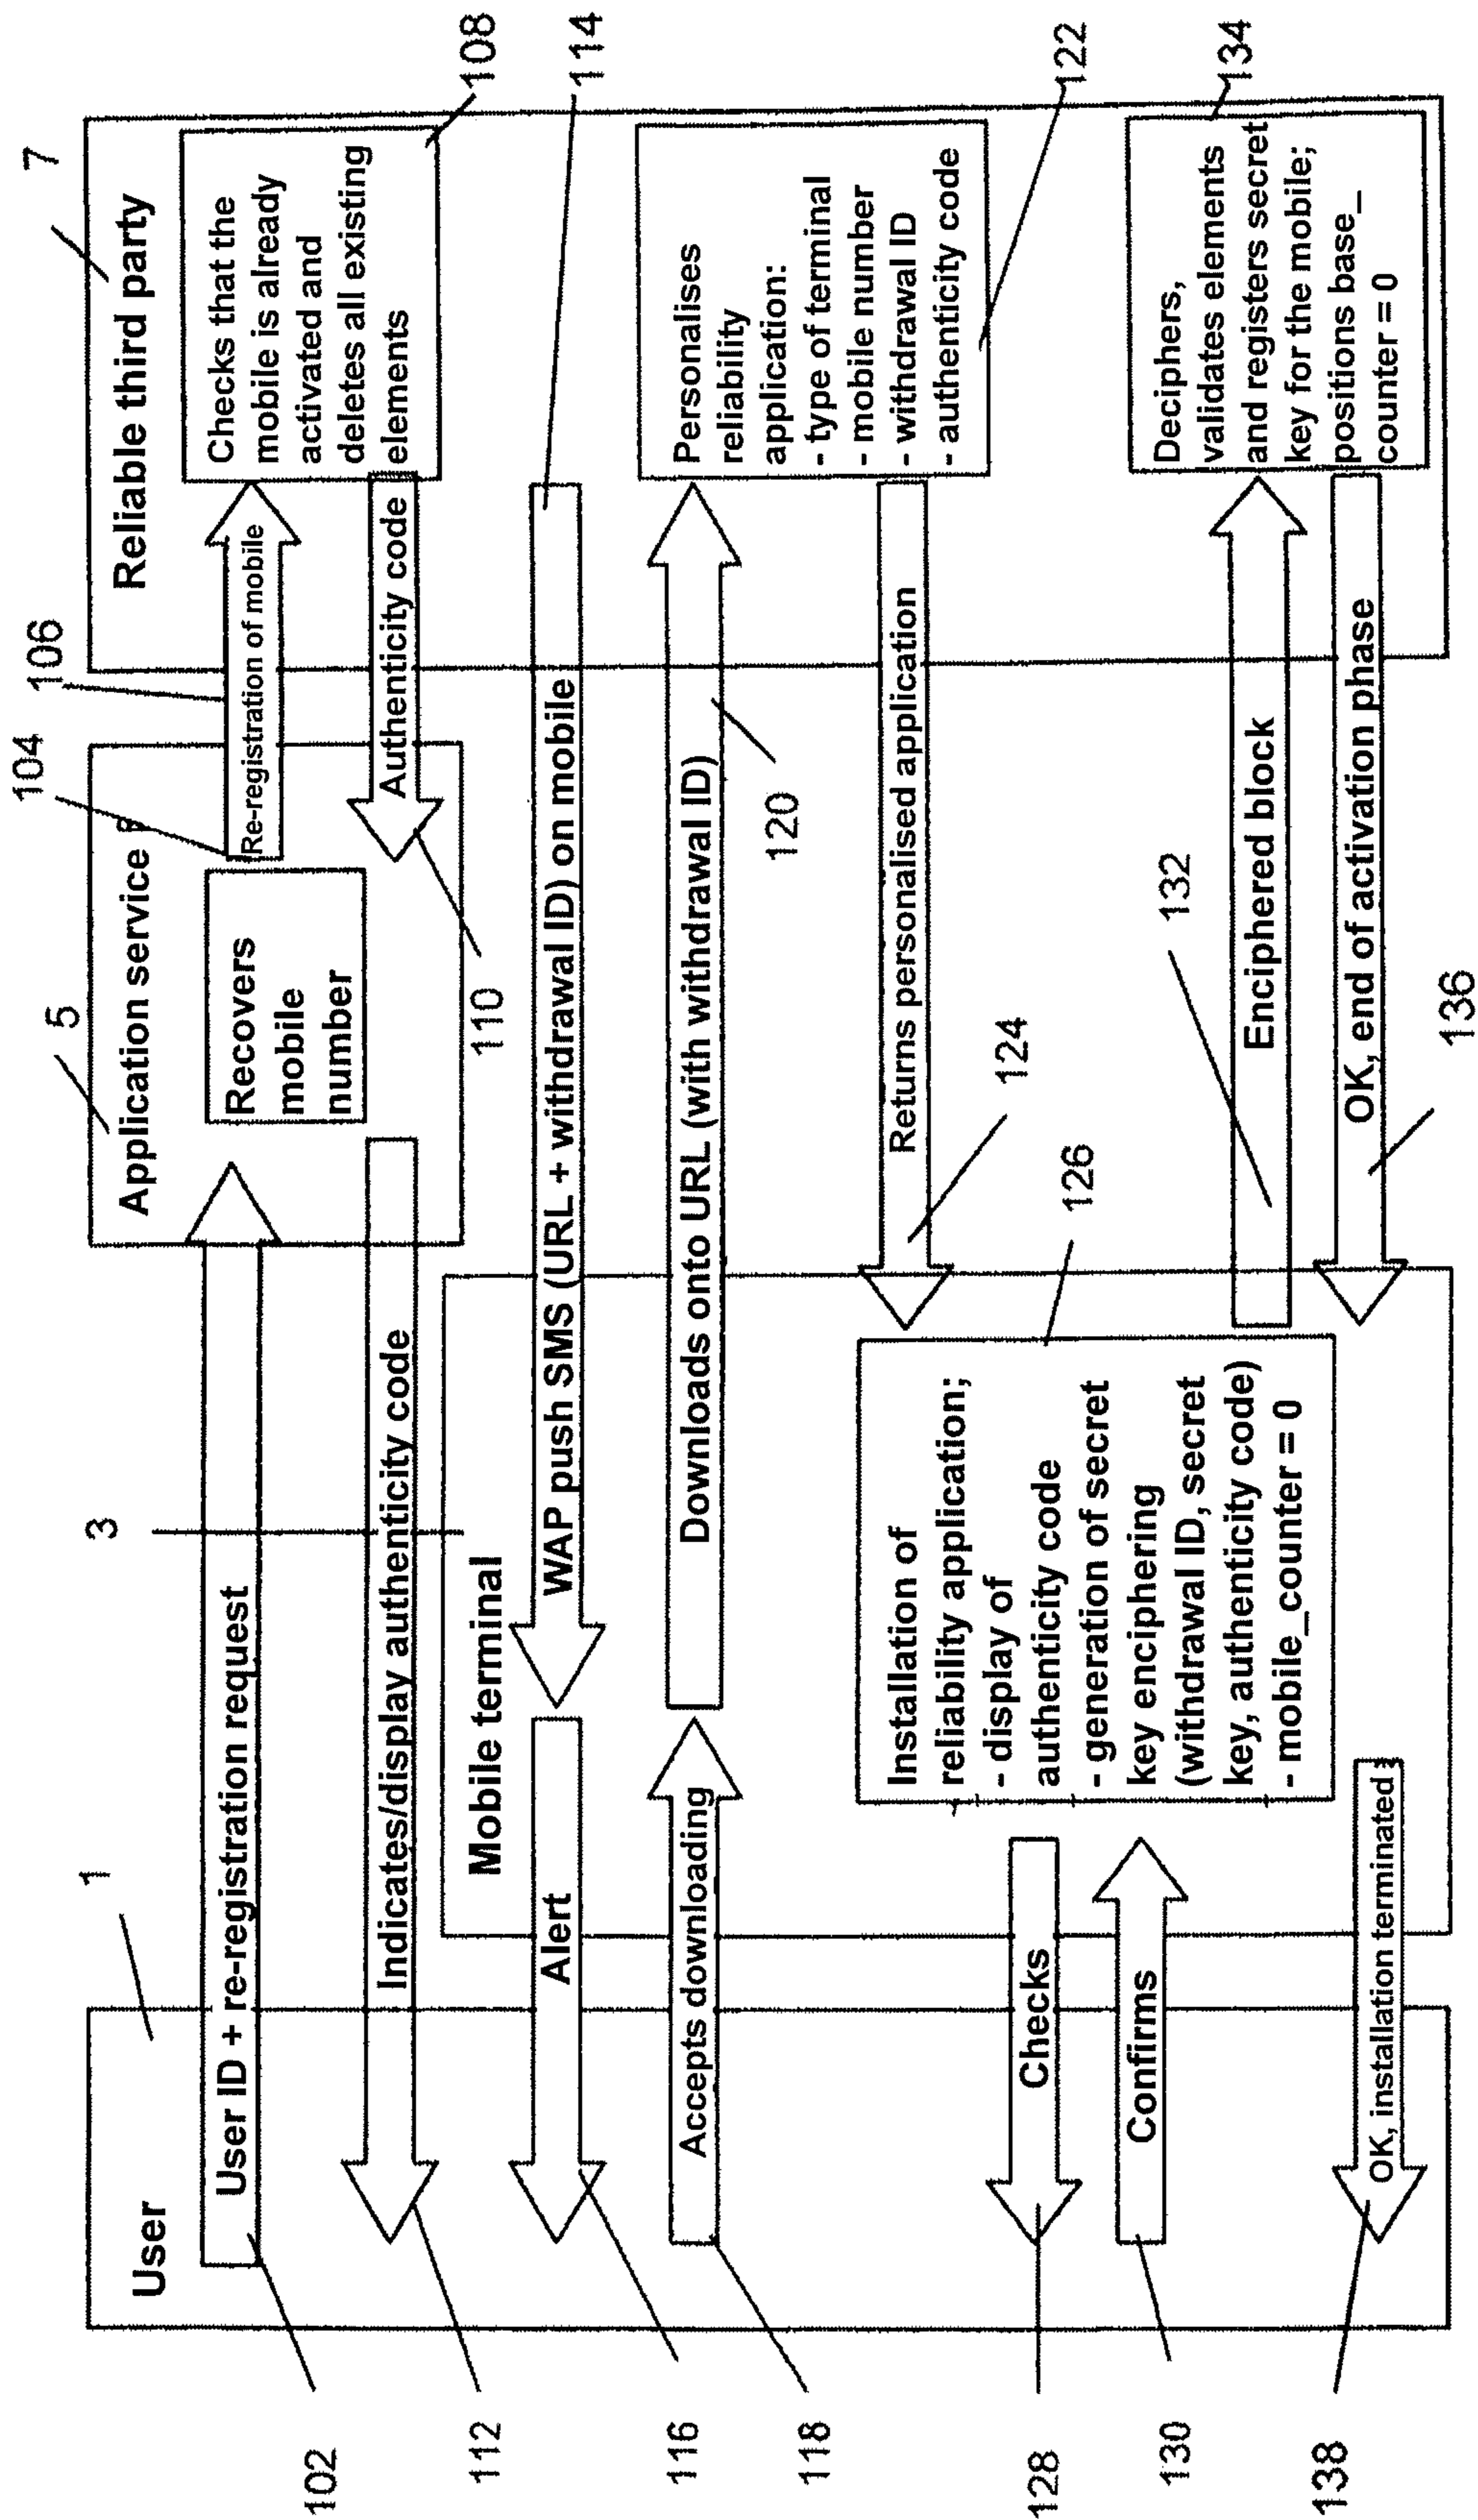 7
108
114
122
134
Reliable third party
Checks that the
mobile is already
activated and
deletes all existing
elements
Personalises
reliability
application:
- type of terminal
- mobile number
- withdrawal ID
- authenticity code
Deciphers,
validates elements
and registers secret
key for the mobile;
positions base_
counter = 0
106
104
Re-registration of mobile
Authenticity code
5
Application service
Recovers
mobile
number
110
WAP push SMS (URL + withdrawal ID) on mobile
Downloads onto URL (with withdrawal ID)
120
Returns personalised application
124
132
Enciphered block
OK, end of activation phase
136
3
Indicates/display authenticity code
User ID + re-registration request
Mobile terminal
126
Installation of
reliability application;
- display of
authenticity code
- generation of secret
key enciphering
(withdrawal ID, secret
key, authenticity code)
- mobile_counter = 0
1
User
Alert
Accepts downloading
Checks
Confirms
OK, installation terminated
102
112
116
118
128
130
138